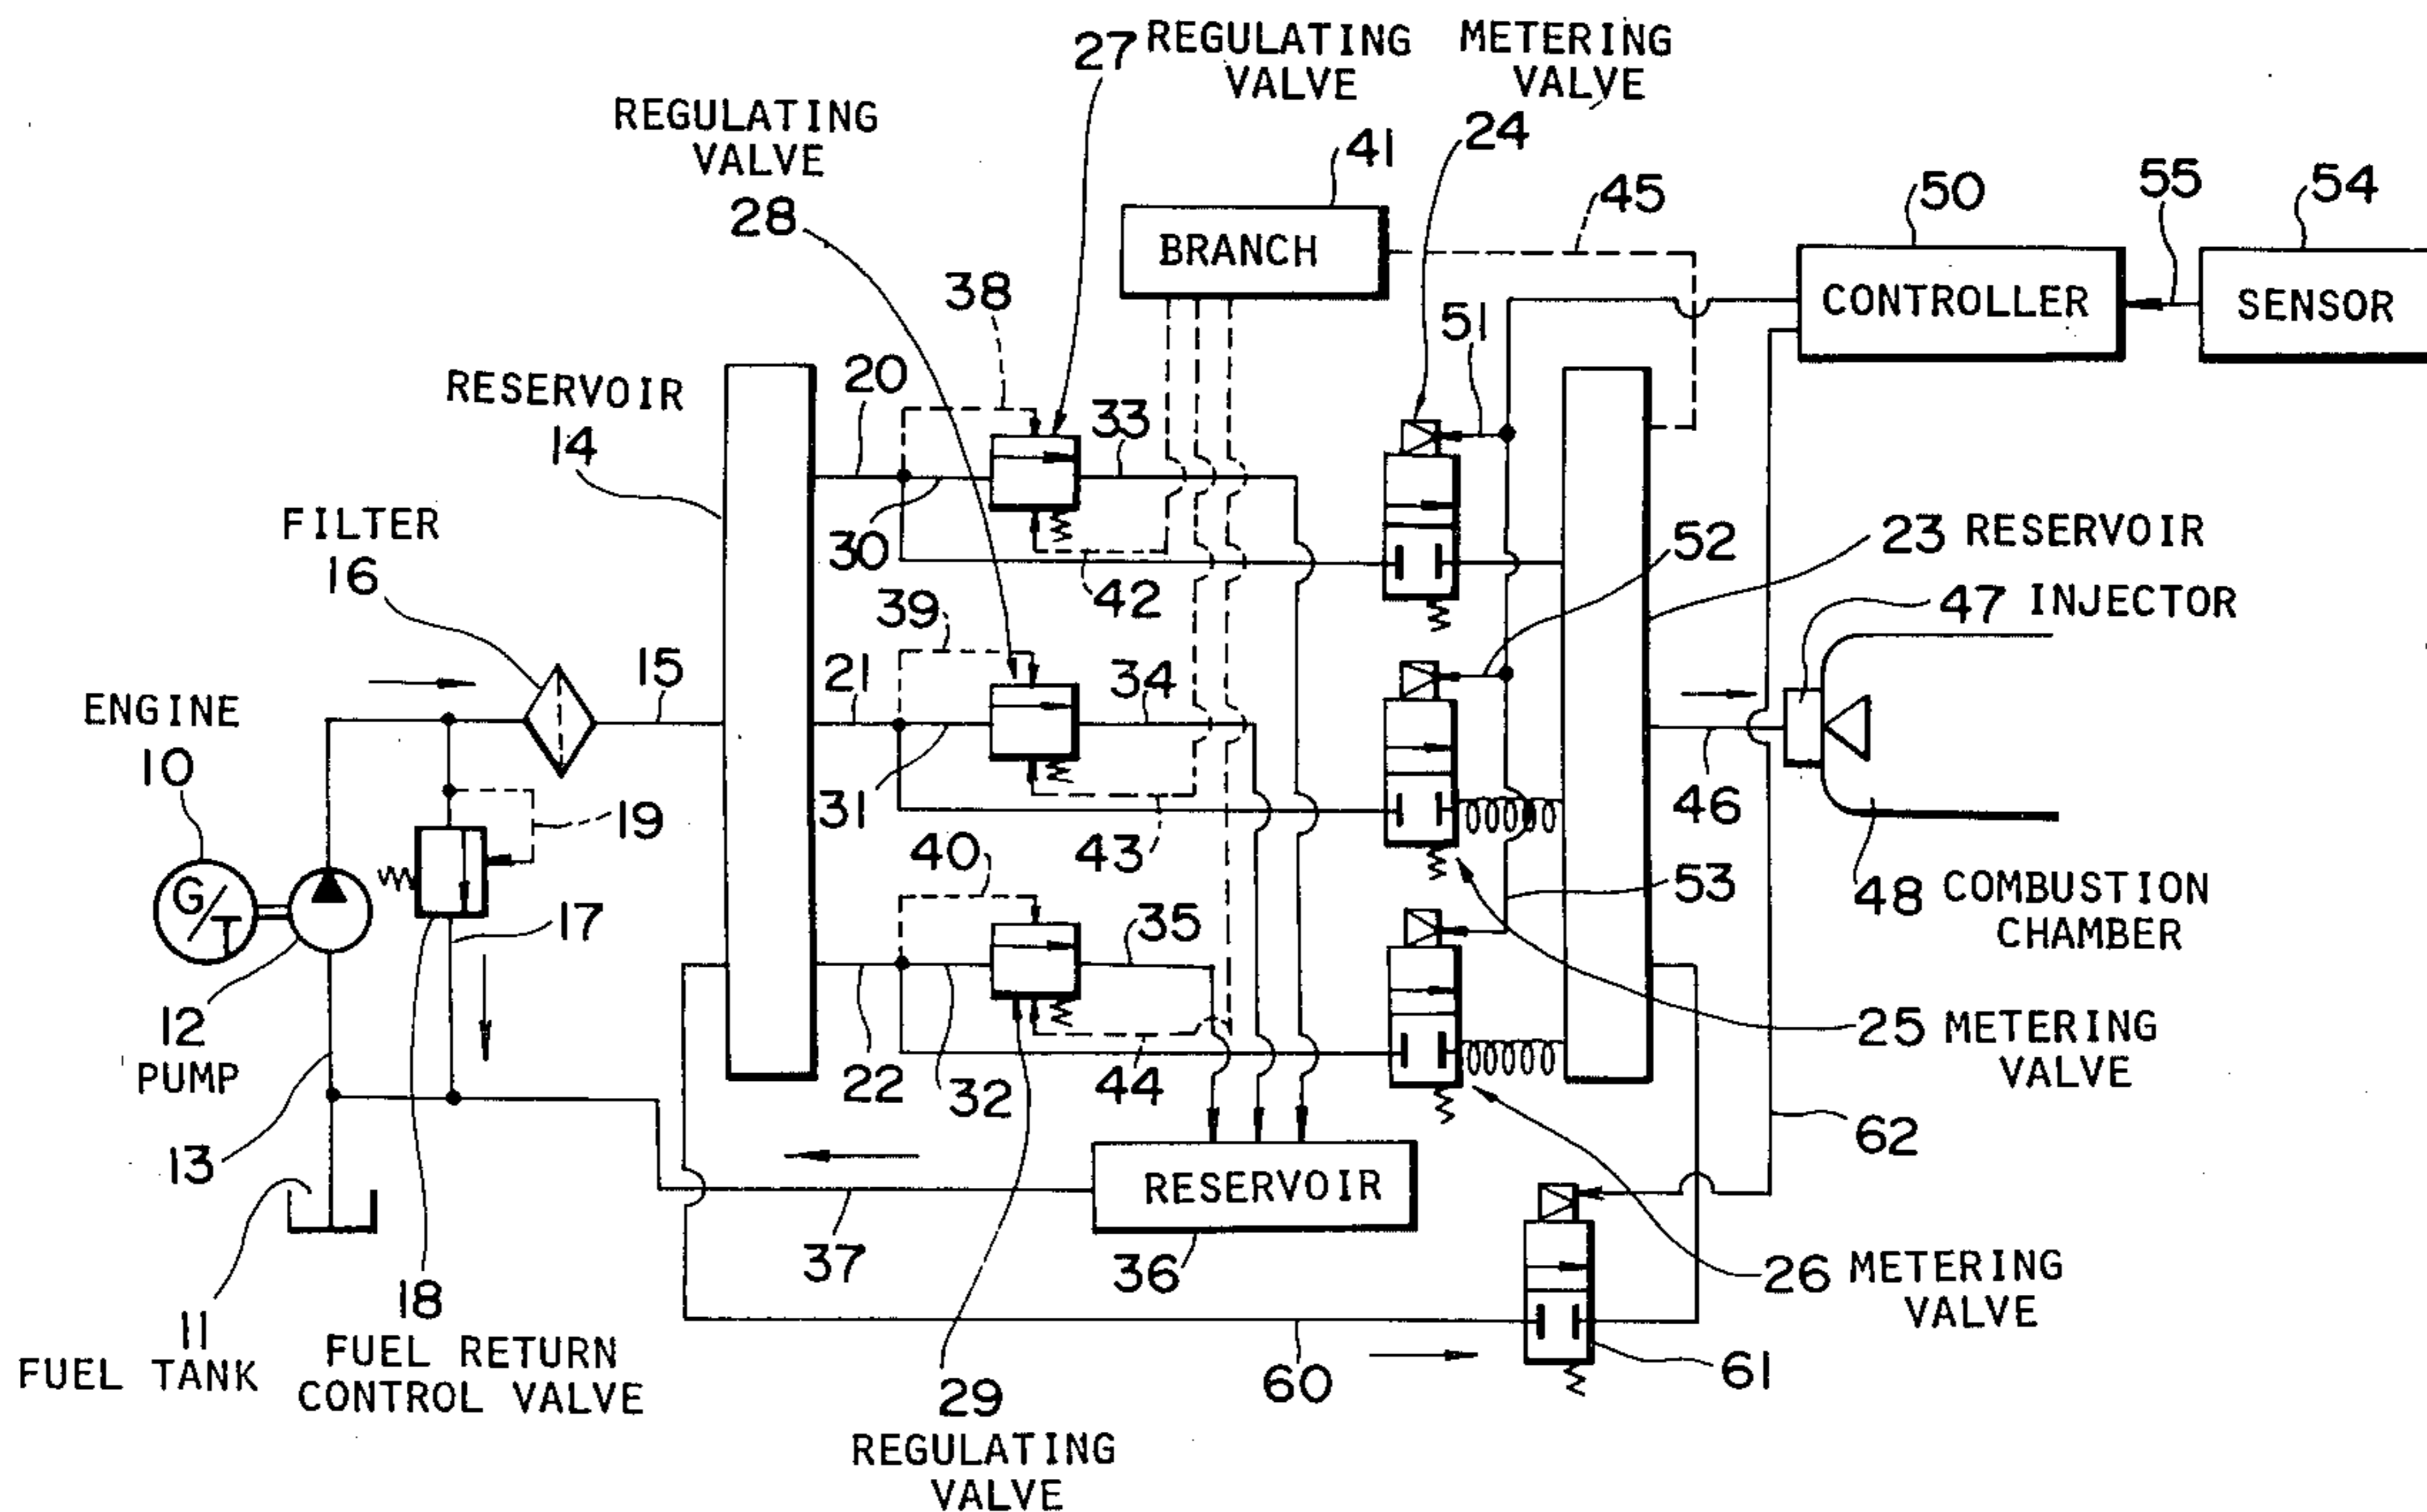 27 REGULATING VALVE
METERING VALVE
24
REGULATING VALVE
28
41
BRANCH
45
50
CONTROLLER
55
54
SENSOR
38
51
RESERVOIR
14
20
33
30
42
FILTER
16
52
23 RESERVOIR
47 INJECTOR
39
21
34
15
ENGINE
10
31
43
19
46
40
G/T
17
35
53
48 COMBUSTION CHAMBER
12
PUMP
22
32
44
25 METERING VALVE
13
62
RESERVOIR
37
36
26 METERING VALVE
11
FUEL TANK
18
FUEL RETURN
CONTROL VALVE
29
REGULATING
VALVE
60
61